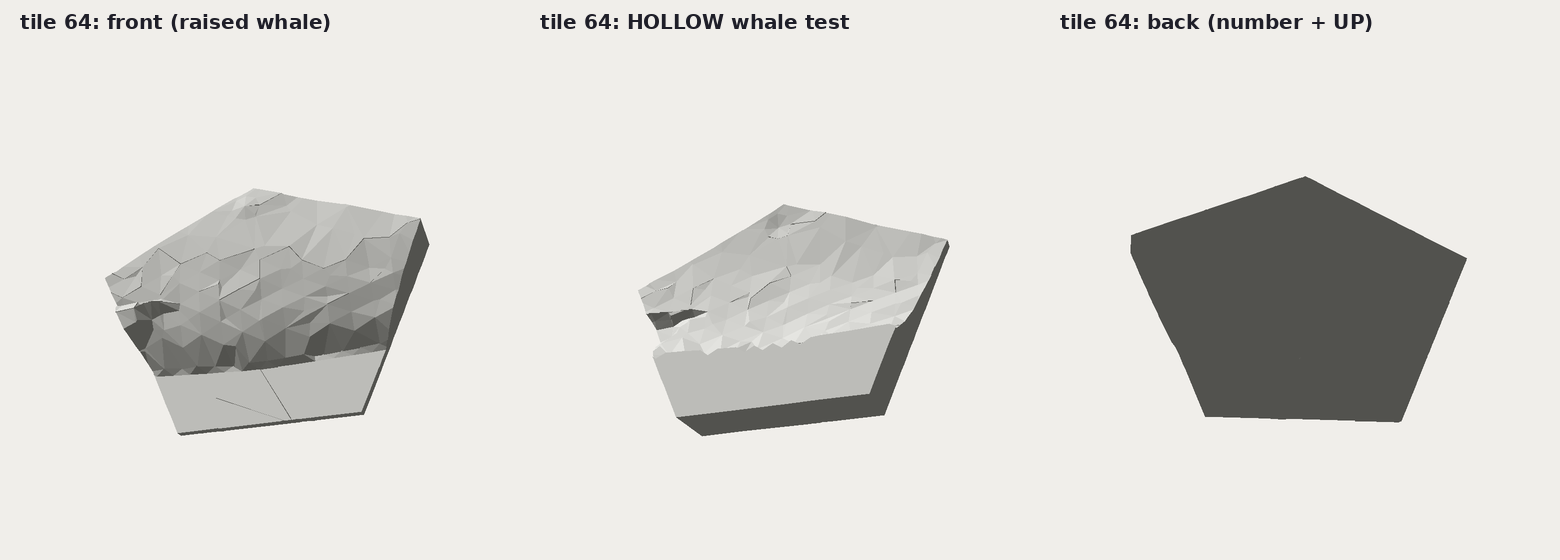 tile 64: front (raised whale)
tile 64: HOLLOW whale test
tile 64: back (number + UP)